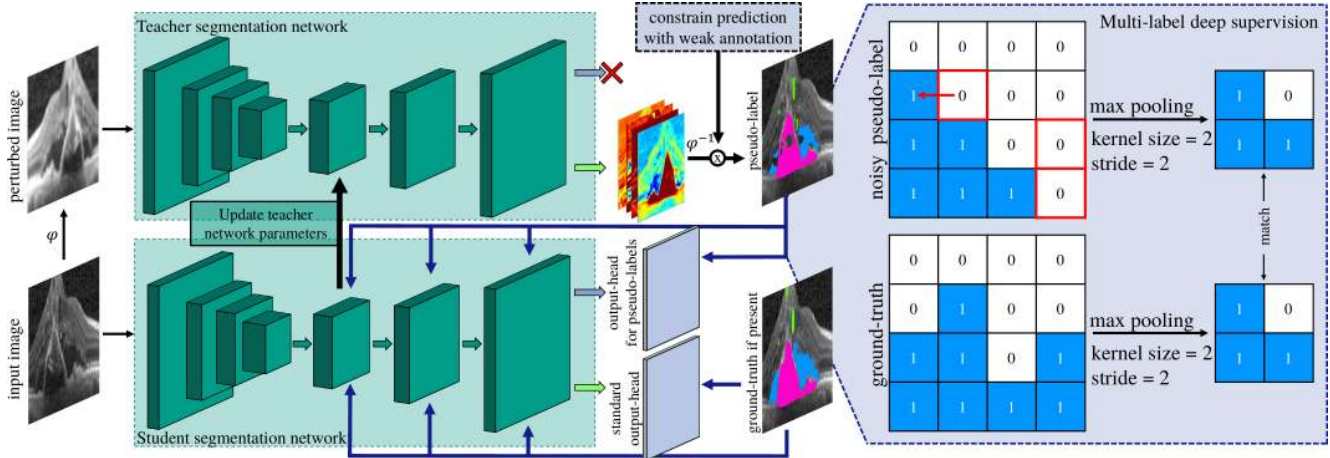 Teacher segmentation network
constrain prediction
with weak annotation
Multi-label deep supervision
perturbed image
φ
input image
Update teacher
network parameters
Student segmentation network
φ⁻¹
x
pseudo-label
output-head
for pseudo-labels
standard
output-head
ground-truth if present
noisy pseudo-label
0 0 0 0
1 0 0 0
1 1 0 0
1 1 1 0
max pooling
kernel size = 2
stride = 2
1 0
1 1
match
ground-truth
0 0 0 0
0 1 0 0
1 1 0 1
1 1 1 1
max pooling
kernel size = 2
stride = 2
1 0
1 1